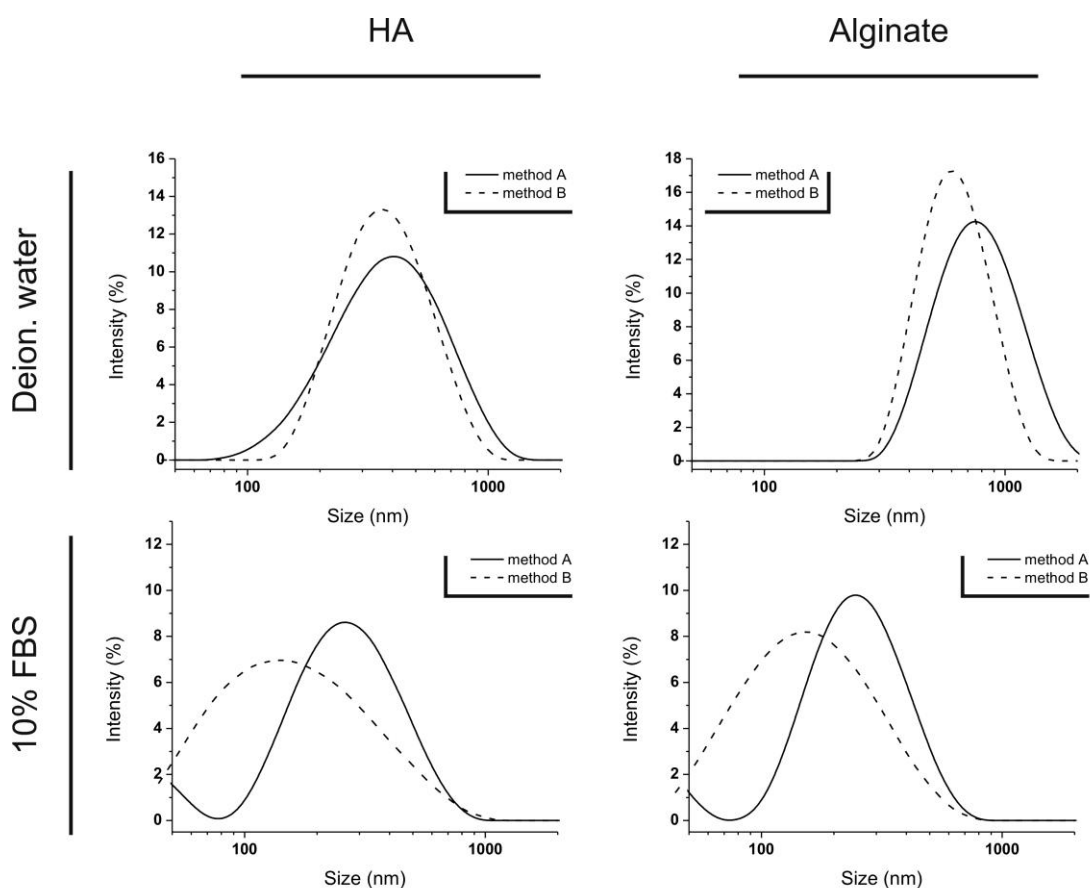 HA
Alginate
Deion. water
16
14
12
10
8
6
4
2
0
Intensity (%)
method A
method B
100
1000
Size (nm)
18
16
14
12
10
8
6
4
2
0
Intensity (%)
method A
method B
100
1000
Size (nm)
10% FBS
12
10
8
6
4
2
0
Intensity (%)
method A
method B
100
1000
Size (nm)
12
10
8
6
4
2
0
Intensity (%)
method A
method B
100
1000
Size (nm)